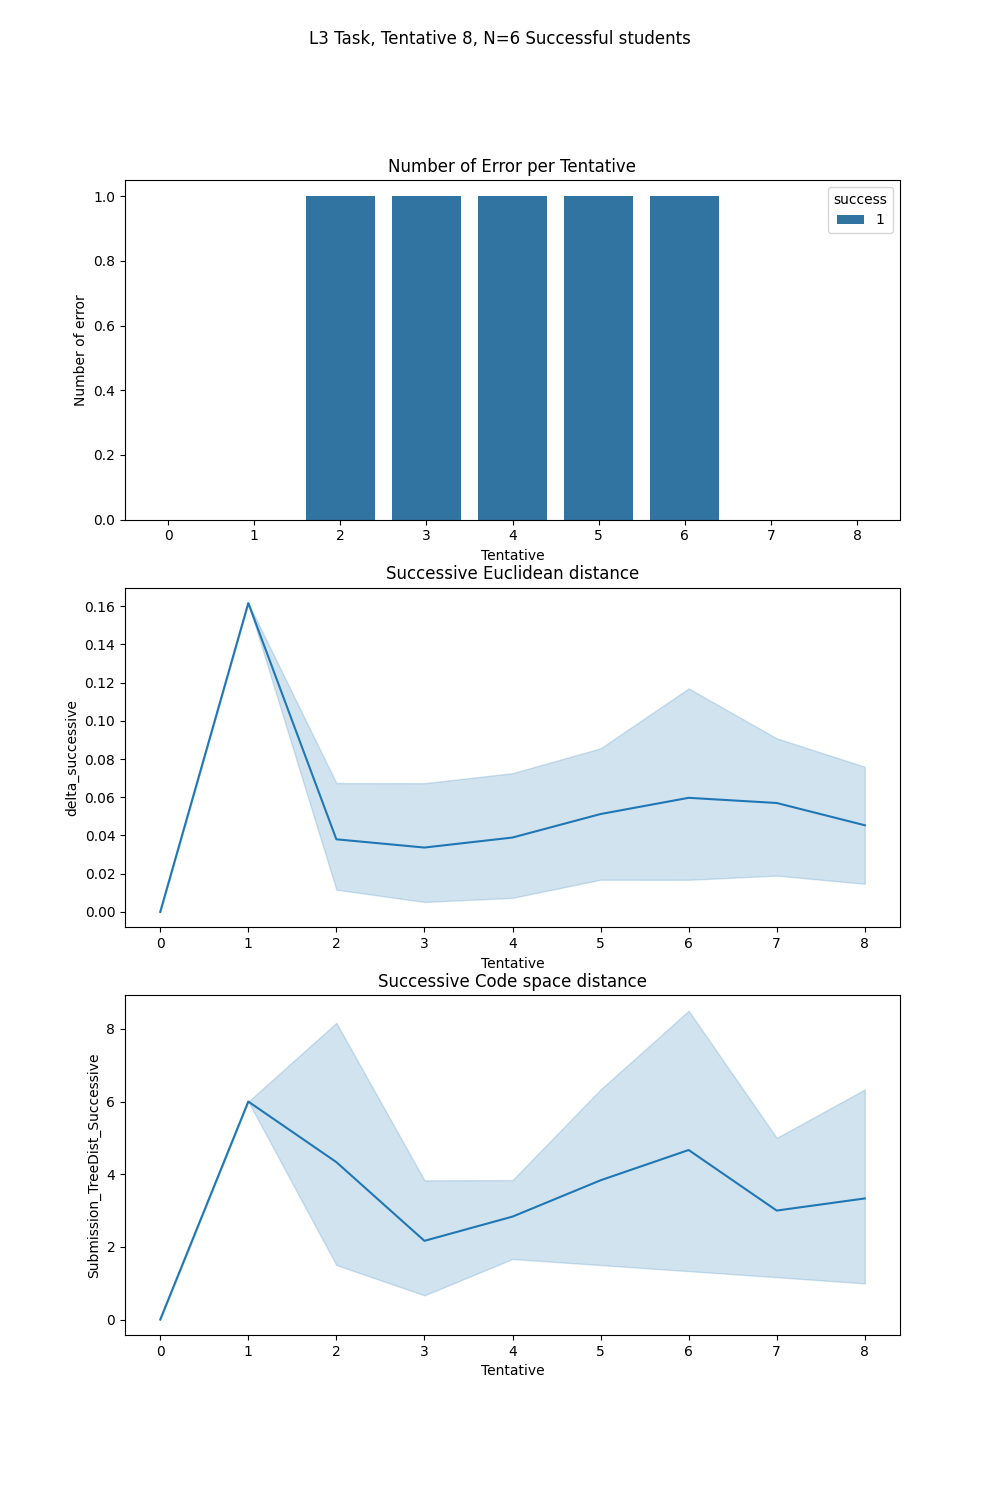 L3 Task, Tentative 8, N=6 Successful students
Number of Error per Tentative
success
1
Number of error
1.0
0.8
0.6
0.4
0.2
0.0
0 1 2 3 4 5 6 7 8
Tentative
Successive Euclidean distance
delta_successive
0.16
0.14
0.12
0.10
0.08
0.06
0.04
0.02
0.00
0 1 2 3 4 5 6 7 8
Tentative
Successive Code space distance
Submission_TreeDist_Successive
8
6
4
2
0
0 1 2 3 4 5 6 7 8
Tentative